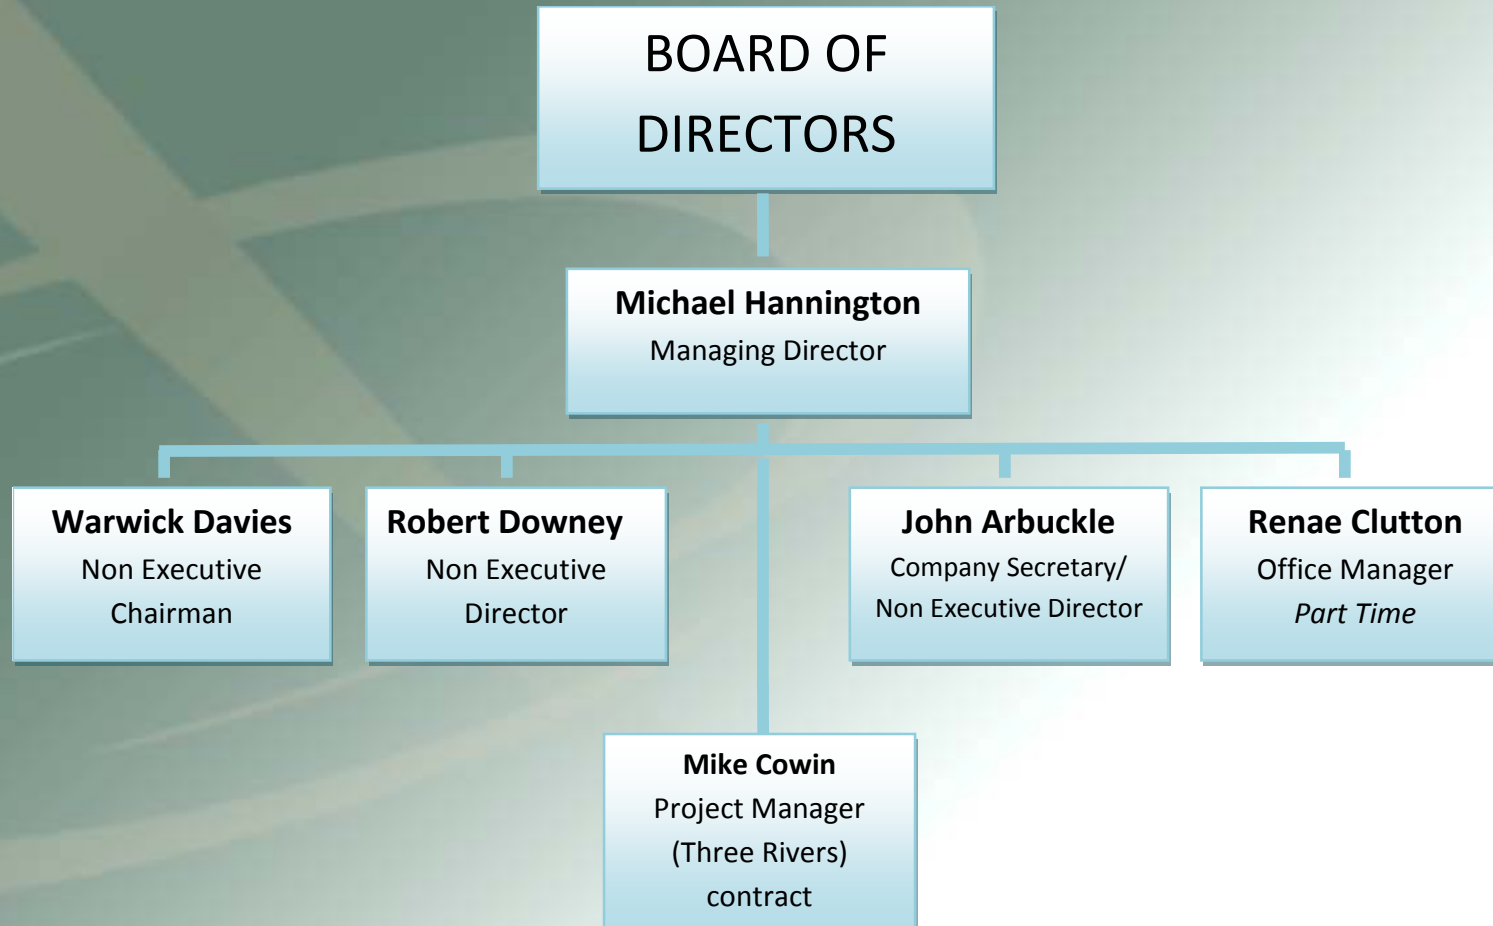 BOARD OF
DIRECTORS
Michael Hannington
Managing Director
Warwick Davies
Non Executive
Chairman
Robert Downey
Non Executive
Director
John Arbuckle
Company Secretary/
Non Executive Director
Renae Clutton
Office Manager
Part Time
Mike Cowin
Project Manager
(Three Rivers)
contract